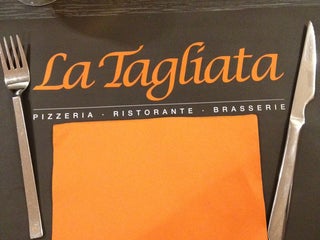 La Tagliata
PIZZERIA · RISTORANTE · BRASSERIE